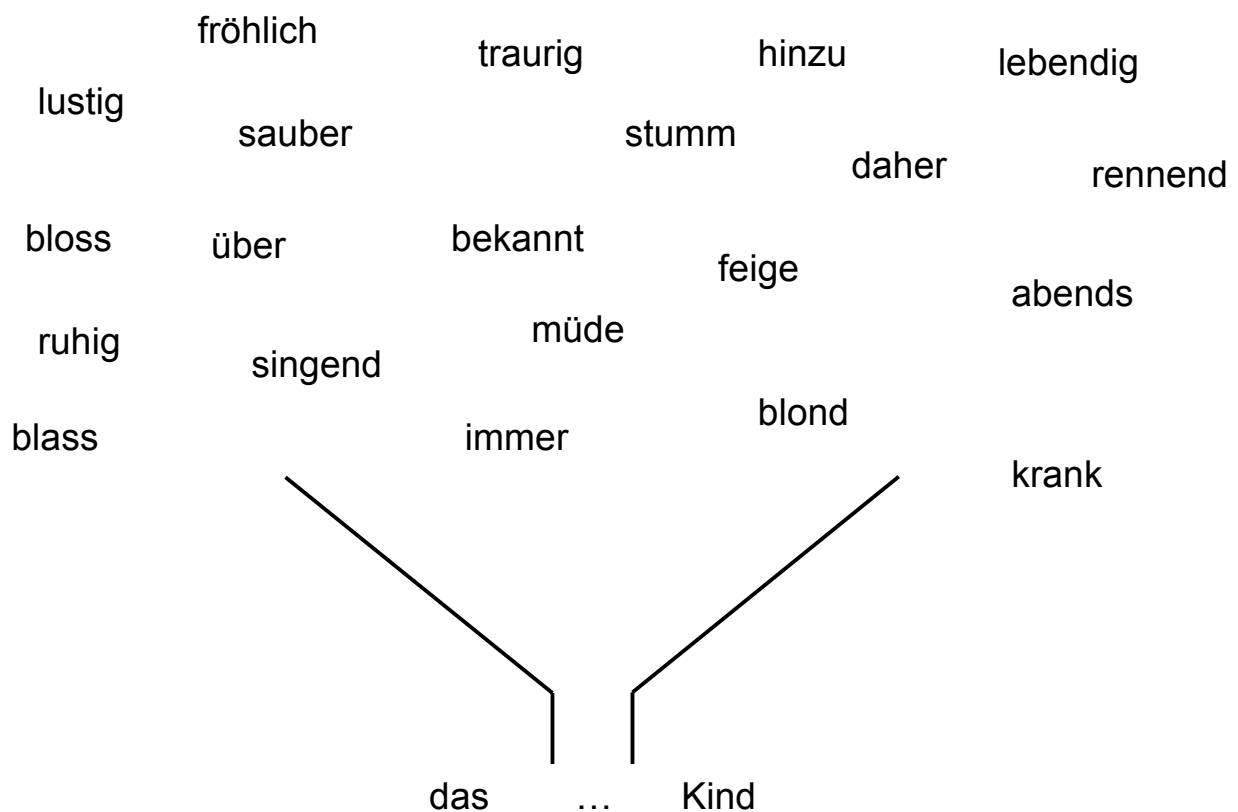 fröhlich
traurig
hinzu
lebendig
lustig
sauber
stumm
daher
rennend
bloss
über
bekannt
feige
abends
ruhig
singend
müde
blass
immer
blond
krank
das … Kind